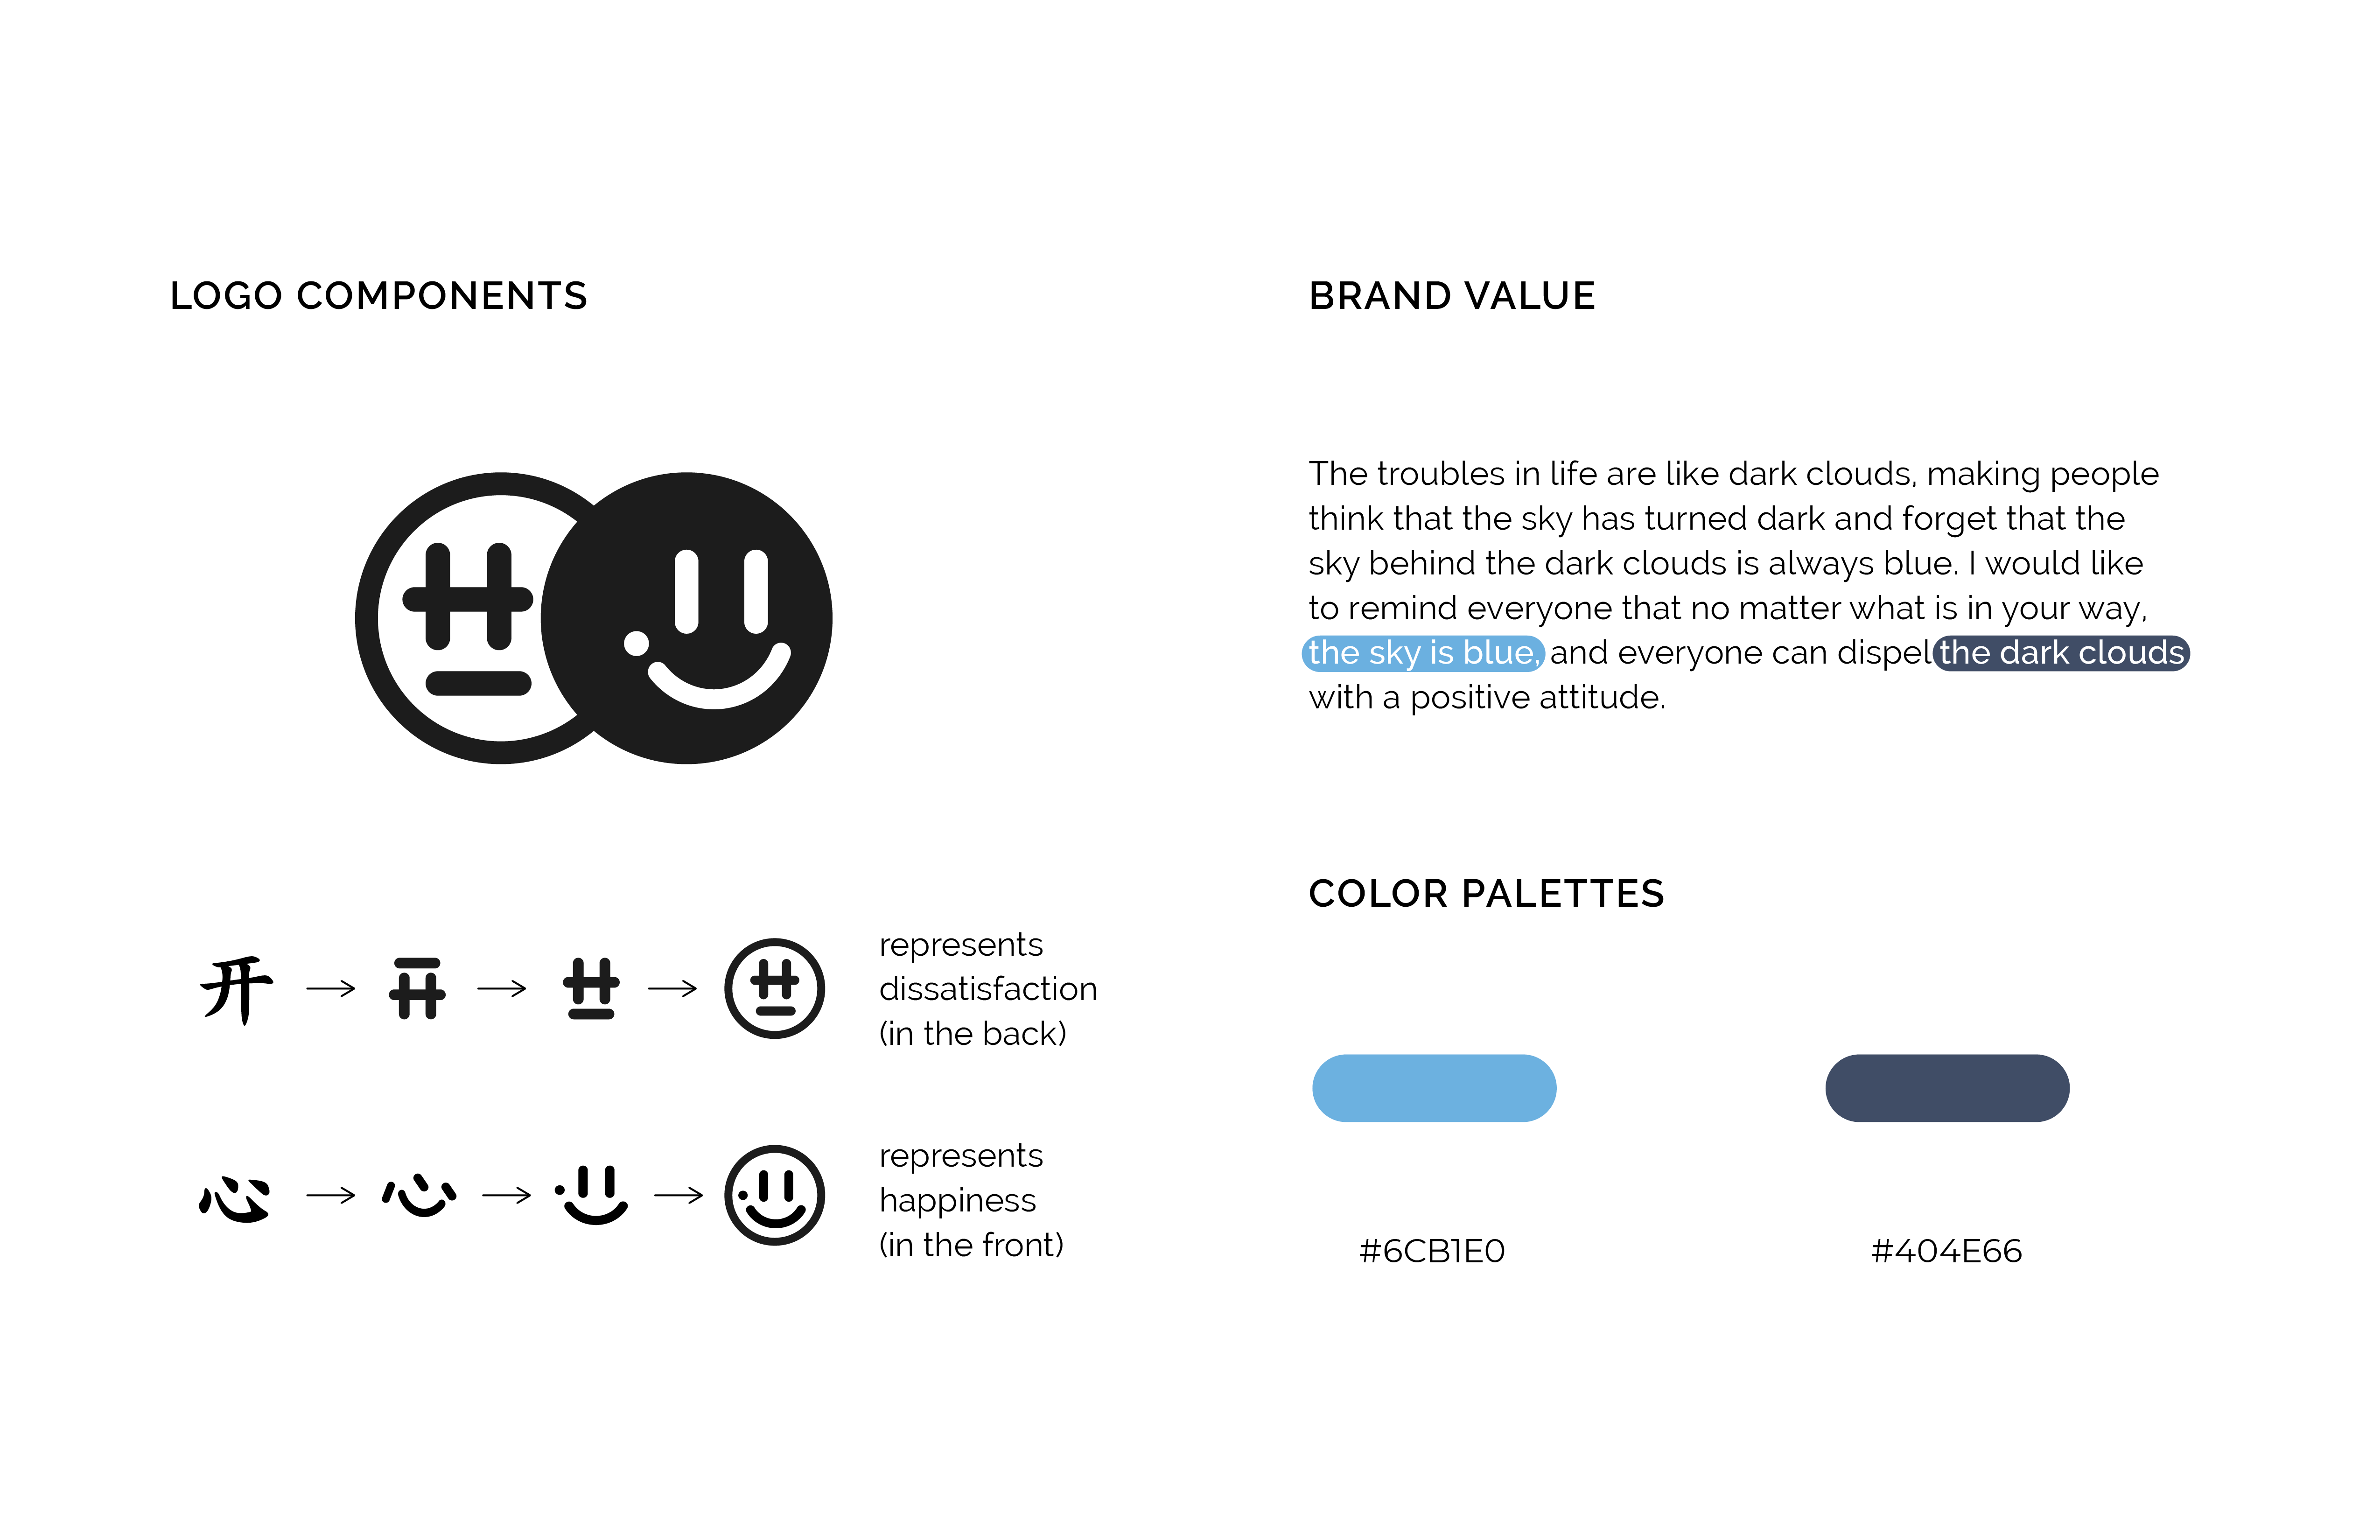 LOGO COMPONENTS
开
represents
dissatisfaction
(in the back)
心
represents
happiness
(in the front)
BRAND VALUE
The troubles in life are like dark clouds, making people
think that the sky has turned dark and forget that the
sky behind the dark clouds is always blue. I would like
to remind everyone that no matter what is in your way,
the sky is blue, and everyone can dispel the dark clouds
with a positive attitude.
COLOR PALETTES
#6CB1E0
#404E66